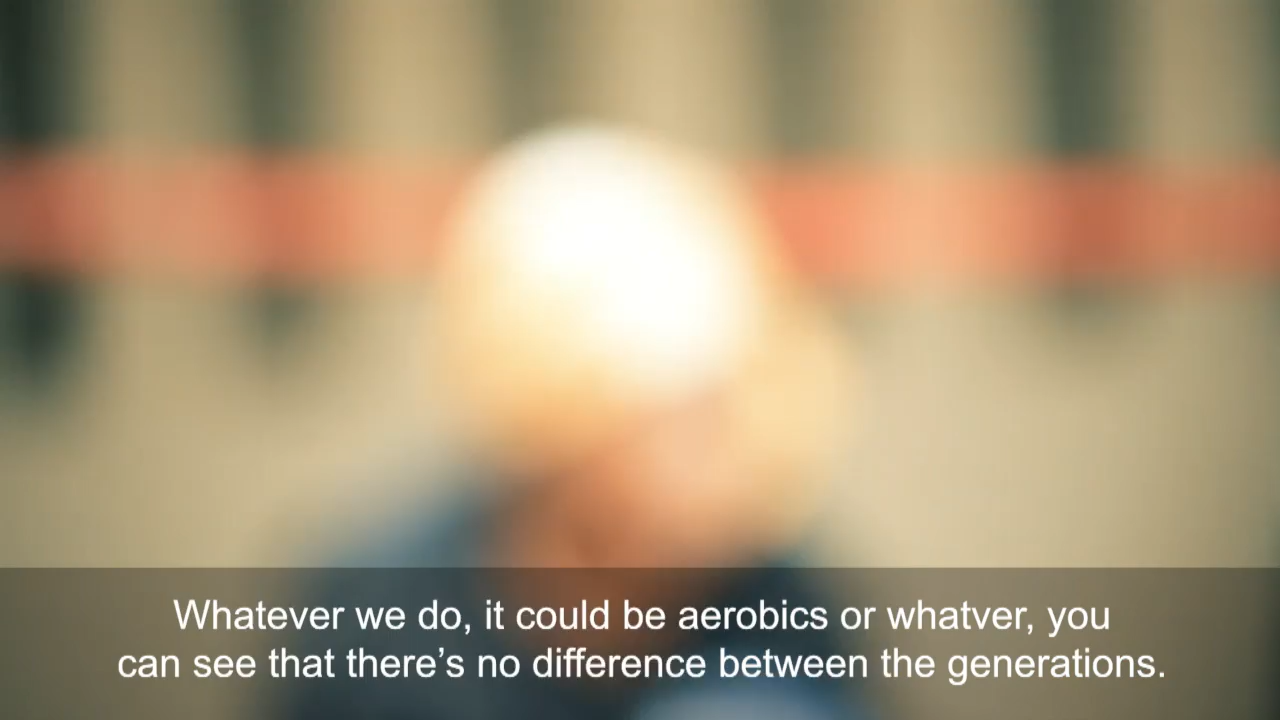 Whatever we do, it could be aerobics or whatver, you
can see that there’s no difference between the generations.